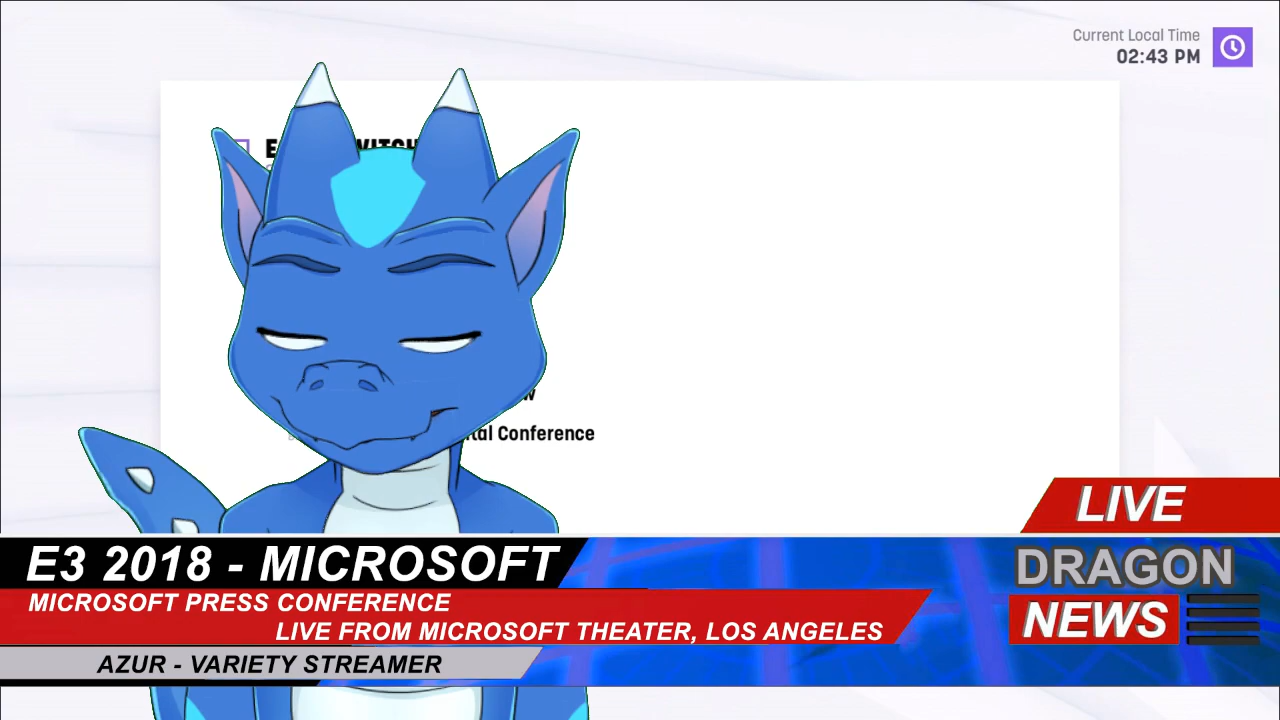 Current Local Time
02:43 PM
Conference
LIVE
E3 2018 - MICROSOFT
MICROSOFT PRESS CONFERENCE
LIVE FROM MICROSOFT THEATER, LOS ANGELES
AZUR - VARIETY STREAMER
DRAGON
NEWS